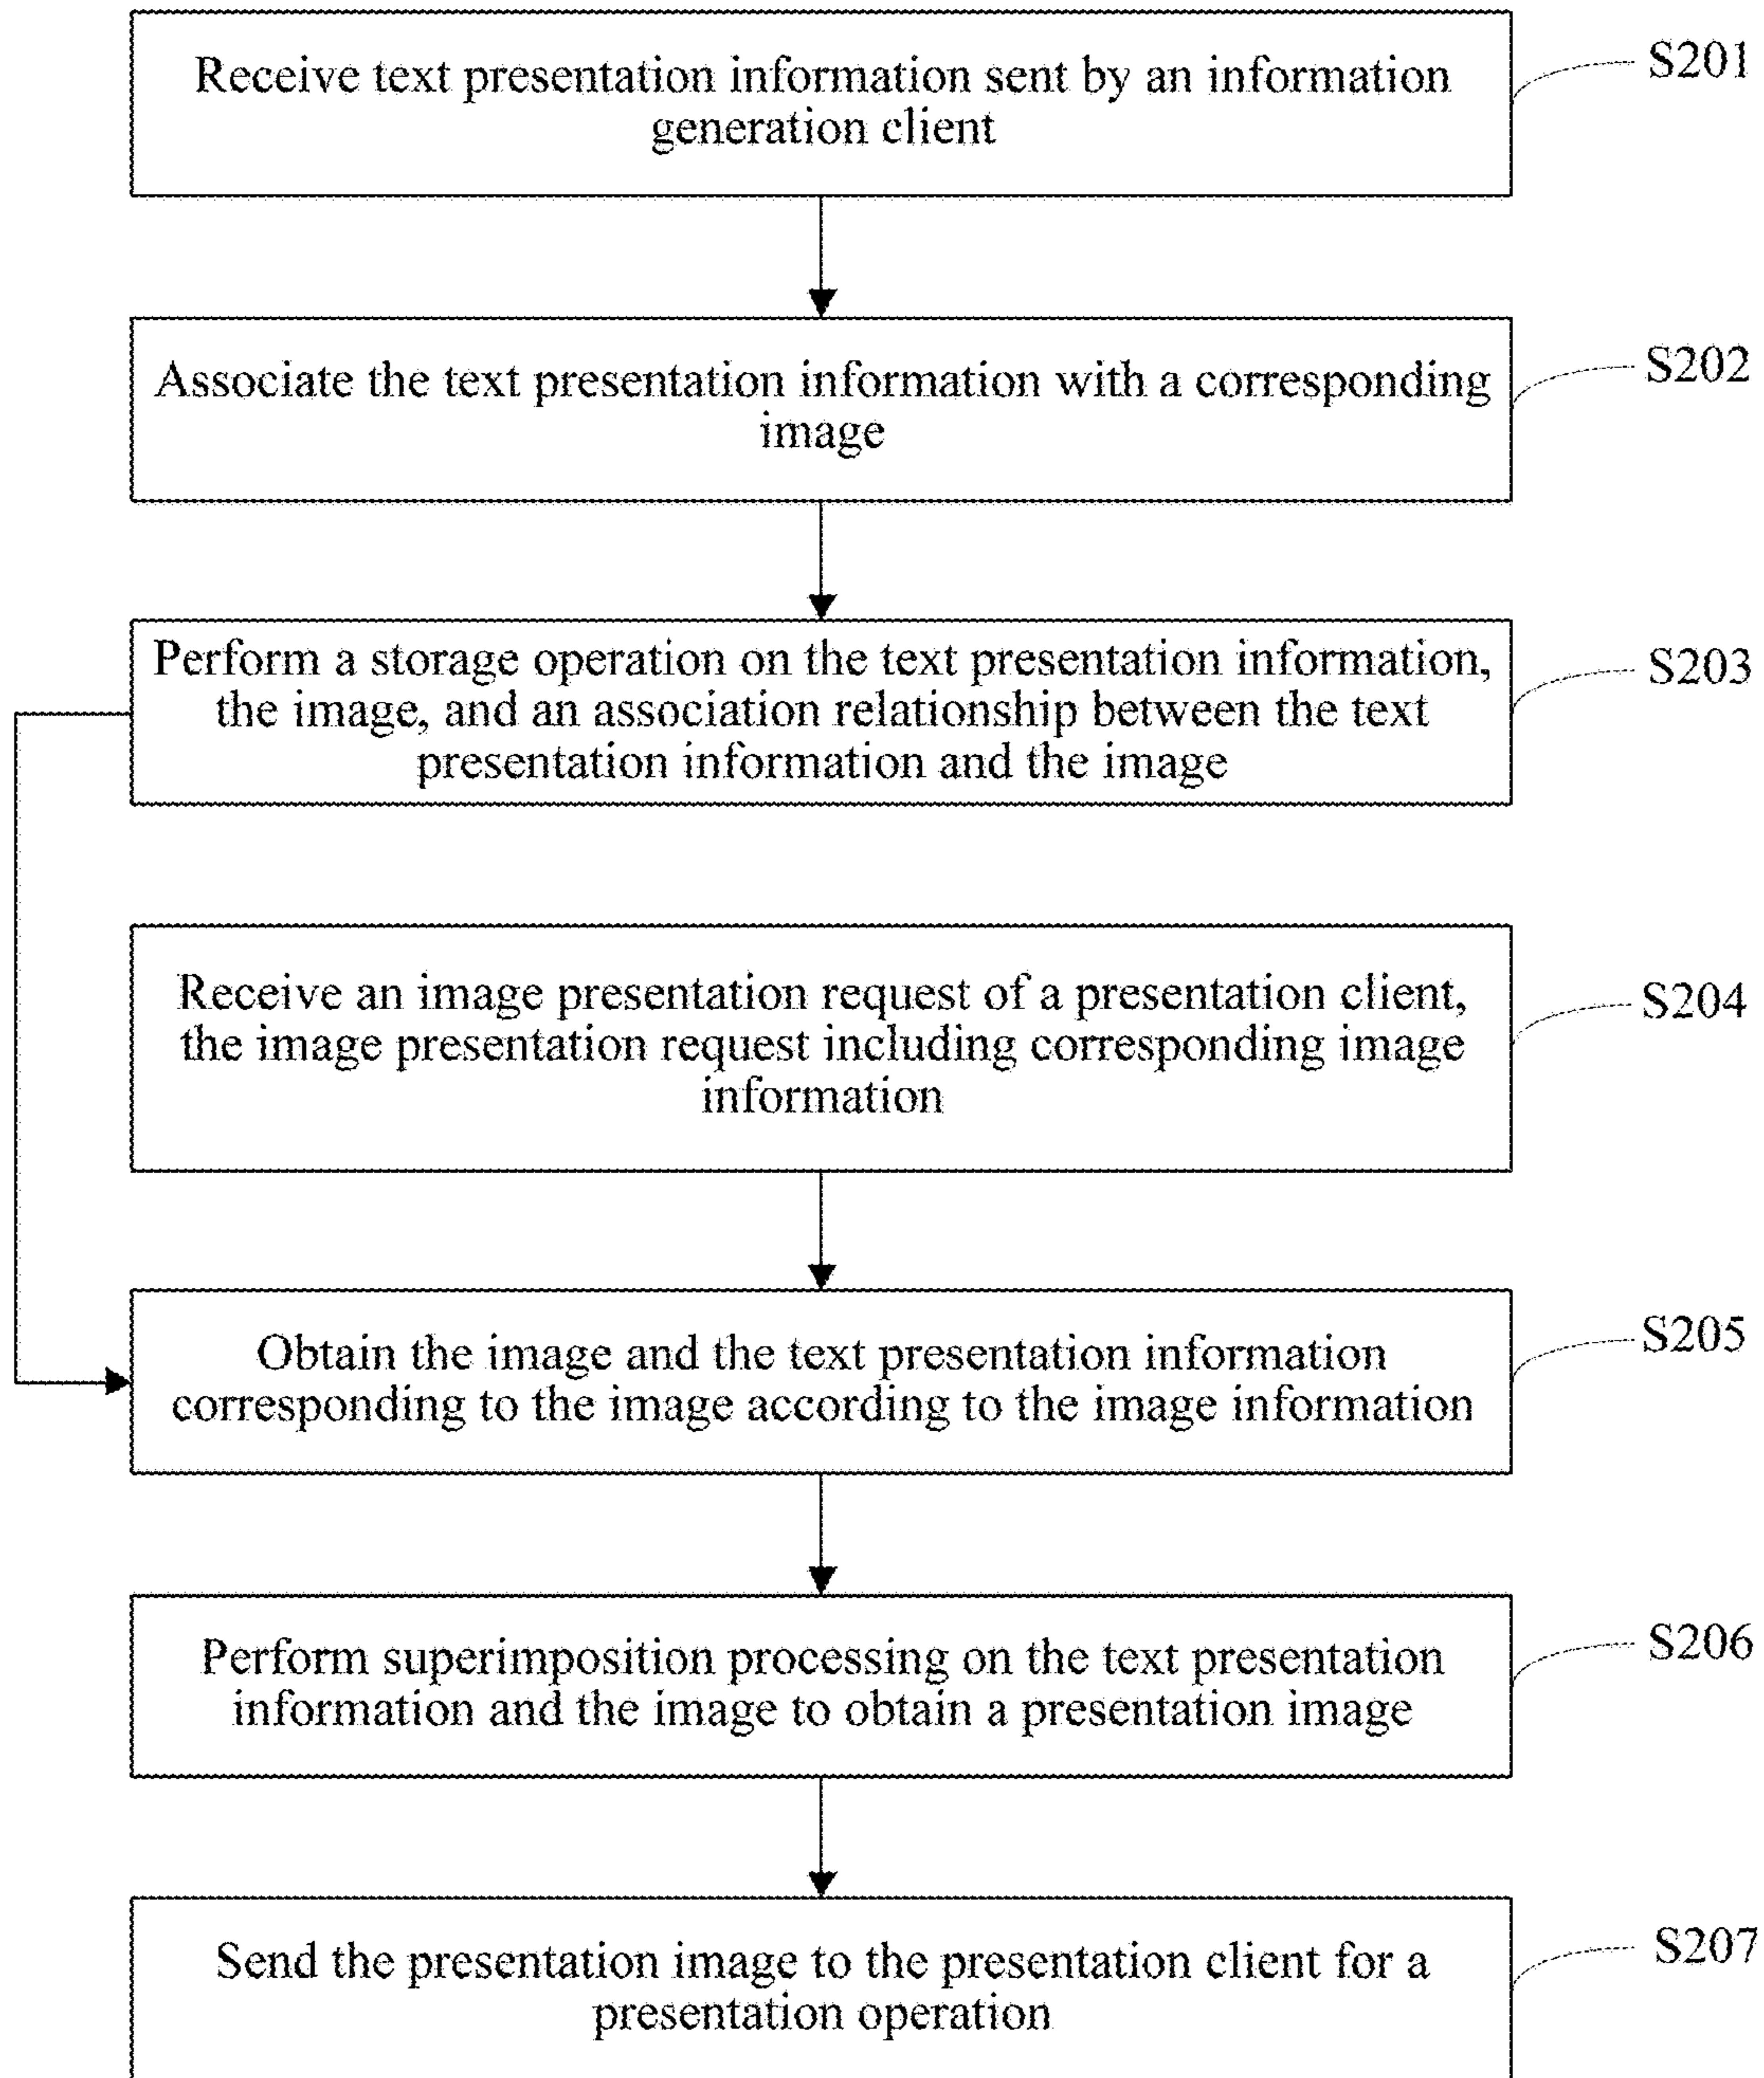 Receive text presentation information sent by an information
generation client
S201
Associate the text presentation information with a corresponding
image
S202
Perform a storage operation on the text presentation information,
the image, and an association relationship between the text
presentation information and the image
S203
Receive an image presentation request of a presentation client,
the image presentation request including corresponding image
information
S204
Obtain the image and the text presentation information
corresponding to the image according to the image information
S205
Perform superimposition processing on the text presentation
information and the image to obtain a presentation image
S206
Send the presentation image to the presentation client for a
presentation operation
S207